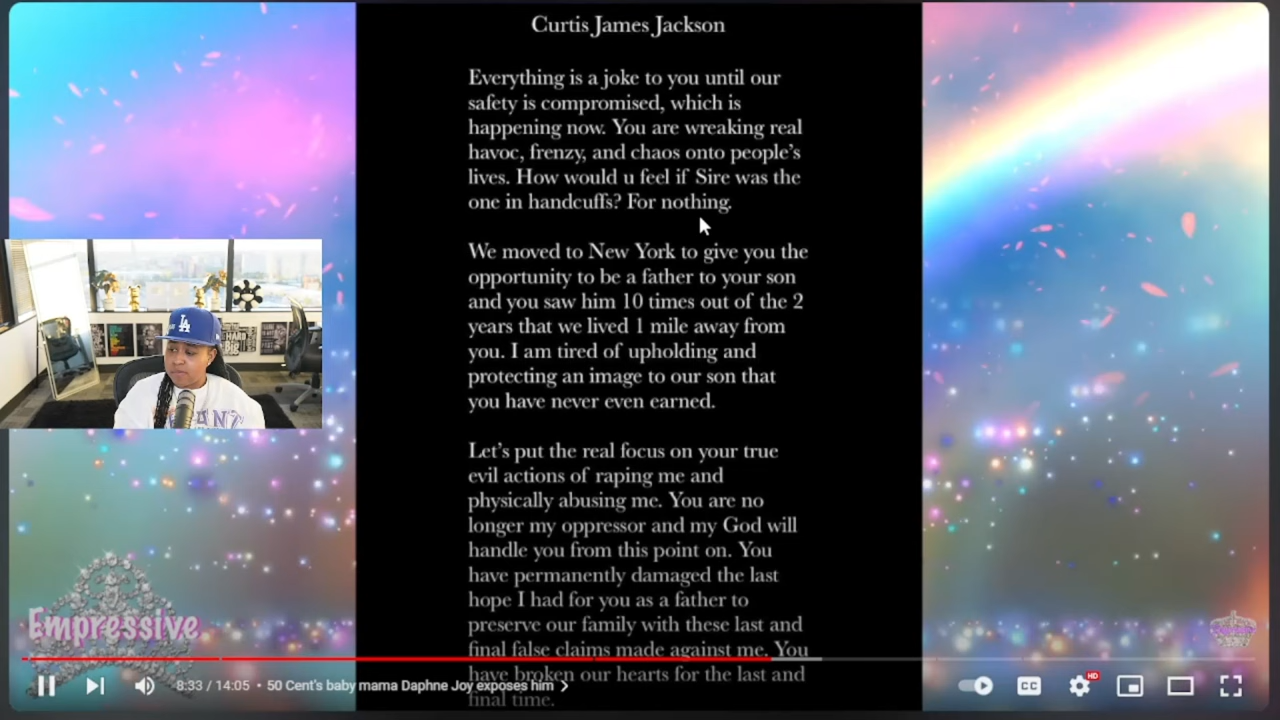 Curtis James Jackson
Everything is a joke to you until our
safety is compromised, which is
happening now. You are wreaking real
havoc, frenzy, and chaos onto people's
lives. How would u feel if Sire was the
one in handcuffs? For nothing.
We moved to New York to give you the
opportunity to be a father to your son
and you saw him 10 times out of the 2
years that we lived 1 mile away from
you. I am tired of upholding and
protecting an image to our son that
you have never even earned.
Let's put the real focus on your true
evil actions of raping me and
physically abusing me. You are no
longer my oppressor and my God will
handle you from this point on. You
have permanently damaged the last
hope I had for you as a father to
preserve our family with these last and
final false claims made against me. You
have broken our hearts for the last and
final time.
LA
Empressive
8:33 / 14:05 • 50 Cent's baby mama Daphne Joy exposes him
CC
HD